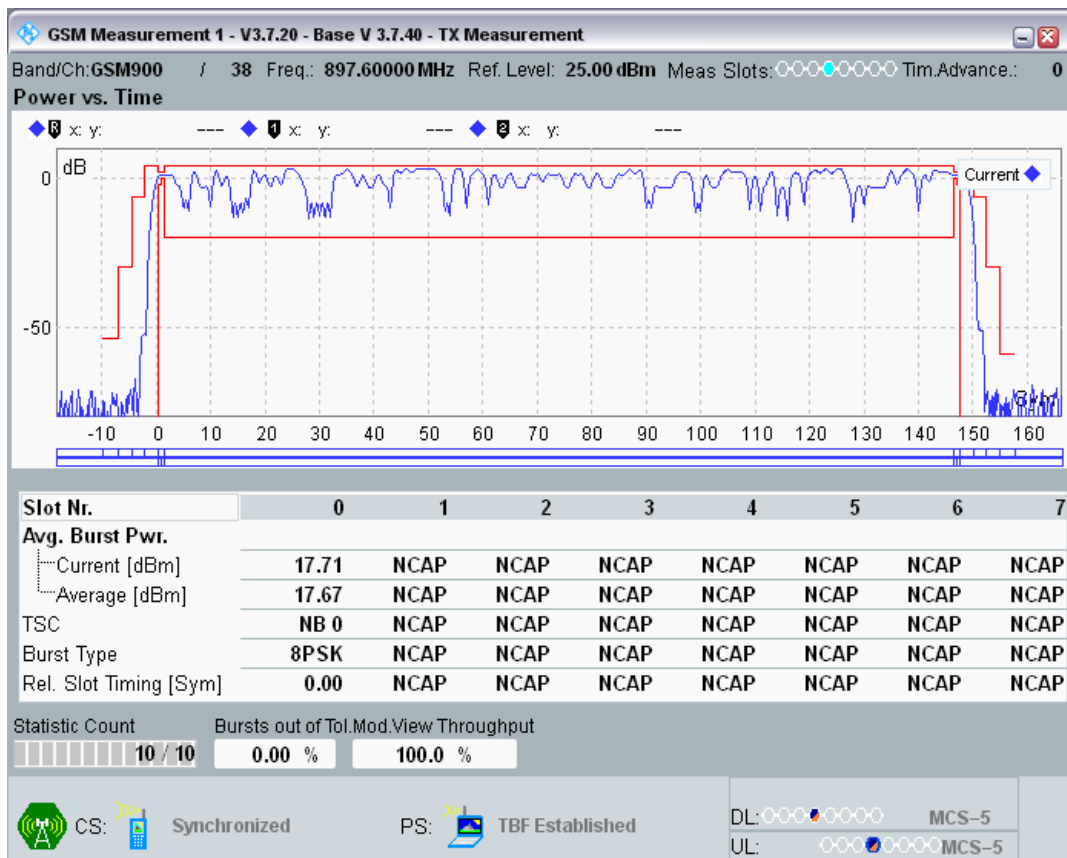 GSM Measurement 1 - V3.7.20 - Base V 3.7.40 - TX Measurement
Band/Ch:GSM900 / 38 Freq.: 897.60000 MHz Ref. Level: 25.00 dBm Meas Slots: Tim.Advance.: 0
Power vs. Time
R x: y: --- 1 x: y: --- 2 x: y: ---
dB
Current
0
-50
Sym
-10 0 10 20 30 40 50 60 70 80 90 100 110 120 130 140 150 160
Slot Nr. 0 1 2 3 4 5 6 7
Avg. Burst Pwr.
Current [dBm] 17.71 NCAP NCAP NCAP NCAP NCAP NCAP NCAP
Average [dBm] 17.67 NCAP NCAP NCAP NCAP NCAP NCAP NCAP
TSC NB 0 NCAP NCAP NCAP NCAP NCAP NCAP NCAP
Burst Type 8PSK NCAP NCAP NCAP NCAP NCAP NCAP NCAP
Rel. Slot Timing [Sym] 0.00 NCAP NCAP NCAP NCAP NCAP NCAP NCAP
Statistic Count Bursts out of Tol.Mod.View Throughput
10 / 10 0.00 % 100.0 %
CS: Synchronized PS: TBF Established
DL: MCS-5
UL: MCS-5